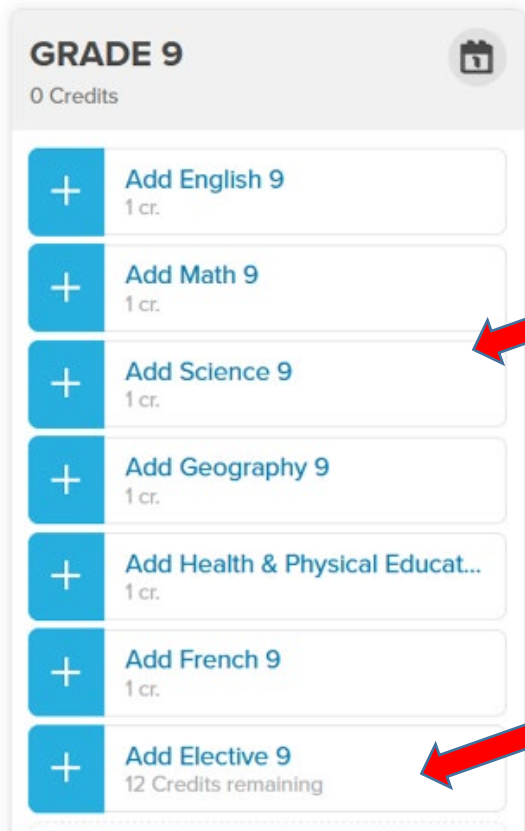 GRADE 9
0 Credits
Add English 9
1 cr.
Add Math 9
1 cr.
Add Science 9
1 cr.
Add Geography 9
1 cr.
Add Health & Physical Educat...
1 cr.
Add French 9
1 cr.
Add Elective 9
12 Credits remaining